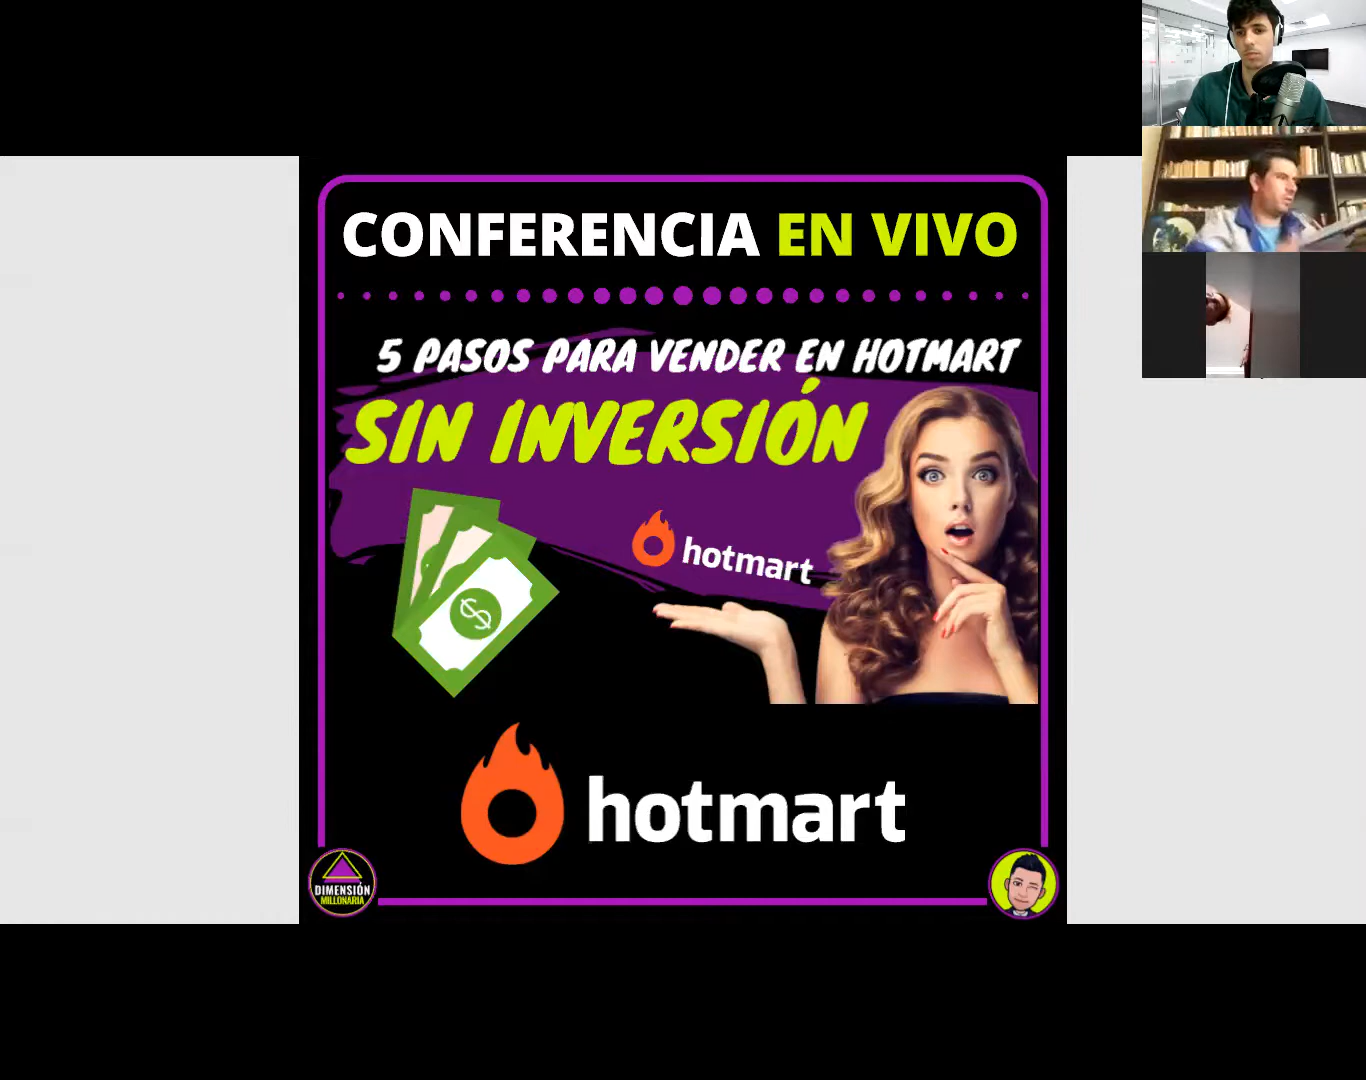 CONFERENCIA EN VIVO
5 PASOS PARA VENDER EN HOTMART
SIN INVERSIÓN
hotmart
hotmart
DIMENSIÓN
MILLONARIA